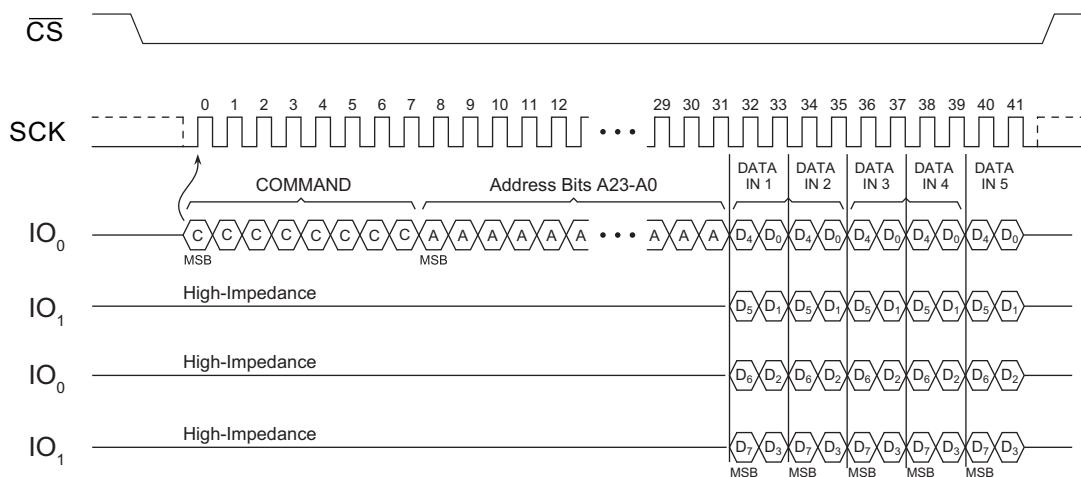 CS
0 1 2 3 4 5 6 7 8 9 10 11 12 29 30 31 32 33 34 35 36 37 38 39 40 41
SCK
DATA IN 1
DATA IN 2
DATA IN 3
DATA IN 4
DATA IN 5
COMMAND
Address Bits A23-A0
IO0 C C C C C C C C A A A A A A • • • A A A D4 D0 D4 D0 D4 D0 D4 D0 D4 D0
MSB MSB
High-Impedance
IO1 D5 D1 D5 D1 D5 D1 D5 D1 D5 D1
High-Impedance
IO0 D6 D2 D6 D2 D6 D2 D6 D2 D6 D2
High-Impedance
IO1 D7 D3 D7 D3 D7 D3 D7 D3 D7 D3
MSB MSB MSB MSB MSB